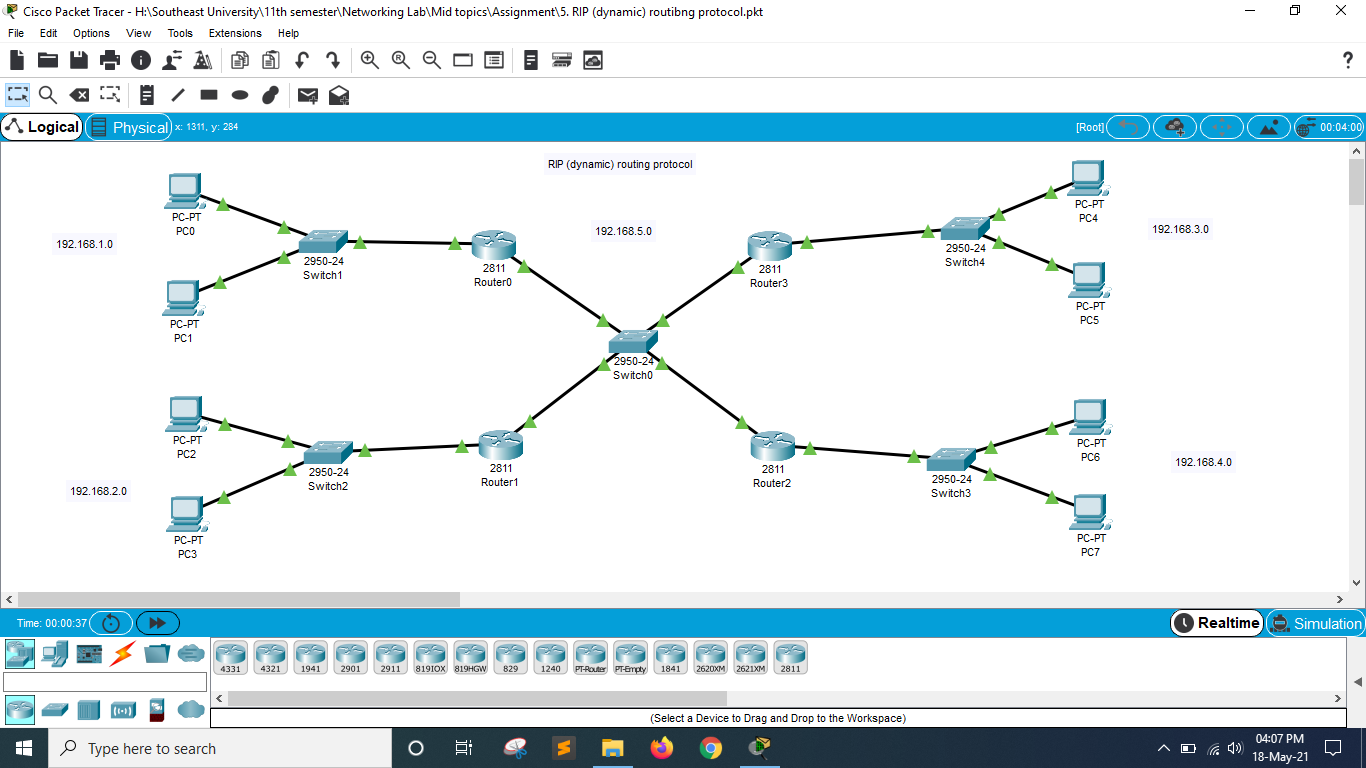 Cisco Packet Tracer - H:\Southeast University\11th semester\Networking Lab\Mid topics\Assignment\5. RIP (dynamic) routibng protocol.pkt
File Edit Options View Tools Extensions Help
?
Logical Physical x: 1311, y: 284 [Root] 00:04:00
RIP (dynamic) routing protocol
192.168.1.0
192.168.5.0
192.168.3.0
PC-PT
PC0
PC-PT
PC1
2950-24
Switch1
2811
Router0
2811
Router3
2950-24
Switch4
PC-PT
PC4
PC-PT
PC5
2950-24
Switch0
PC-PT
PC2
PC-PT
PC3
2950-24
Switch2
2811
Router1
2811
Router2
2950-24
Switch3
PC-PT
PC6
PC-PT
PC7
192.168.2.0
192.168.4.0
Time: 00:00:37 Realtime Simulation
4331 4321 1941 2901 2911 819IOX 819HGW 829 1240 PT-Router PT-Empty 1841 2620XM 2621XM 2811
(Select a Device to Drag and Drop to the Workspace)
Type here to search
04:07 PM
18-May-21